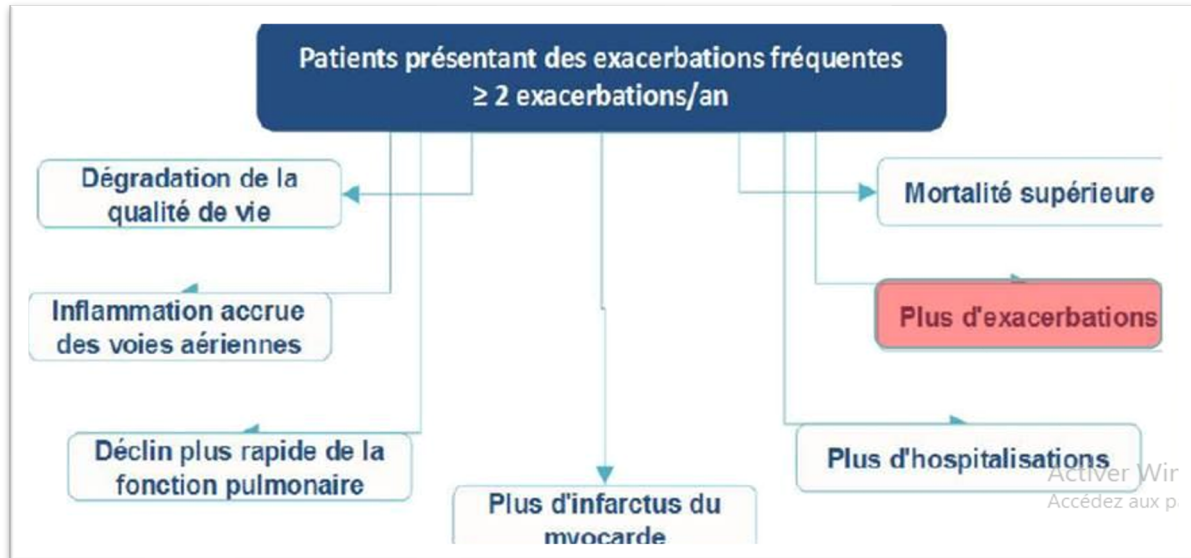 Patients présentant des exacerbations fréquentes
≥ 2 exacerbations/an
Dégradation de la
qualité de vie
Mortalité supérieure
Inflammation accrue
des voies aériennes
Plus d'exacerbations
Déclin plus rapide de la
fonction pulmonaire
Plus d'hospitalisations
Plus d'infarctus du
myocarde
Activer Wir
Accédez aux p